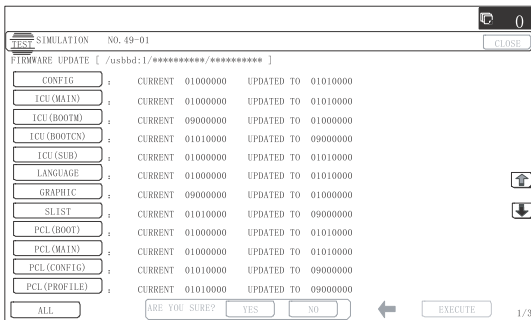 0
TEST SIMULATION NO. 49-01
CLOSE
FIRMWARE UPDATE [ /usbbd:1/**********/********** ]
CONFIG : CURRENT 01000000 UPDATED TO 01010000
ICU(MAIN) : CURRENT 01000000 UPDATED TO 01010000
ICU(BOOTM) : CURRENT 09000000 UPDATED TO 01000000
ICU(BOOTCN) : CURRENT 01010000 UPDATED TO 09000000
ICU(SUB) : CURRENT 01000000 UPDATED TO 01010000
LANGUAGE : CURRENT 01000000 UPDATED TO 01010000
GRAPHIC : CURRENT 09000000 UPDATED TO 01000000
SLIST : CURRENT 01010000 UPDATED TO 09000000
PCL(BOOT) : CURRENT 01000000 UPDATED TO 01010000
PCL(MAIN) : CURRENT 01000000 UPDATED TO 01010000
PCL(CONFIG) : CURRENT 01010000 UPDATED TO 09000000
PCL(PROFILE) : CURRENT 01010000 UPDATED TO 09000000
ALL ARE YOU SURE? YES NO EXECUTE 1/3